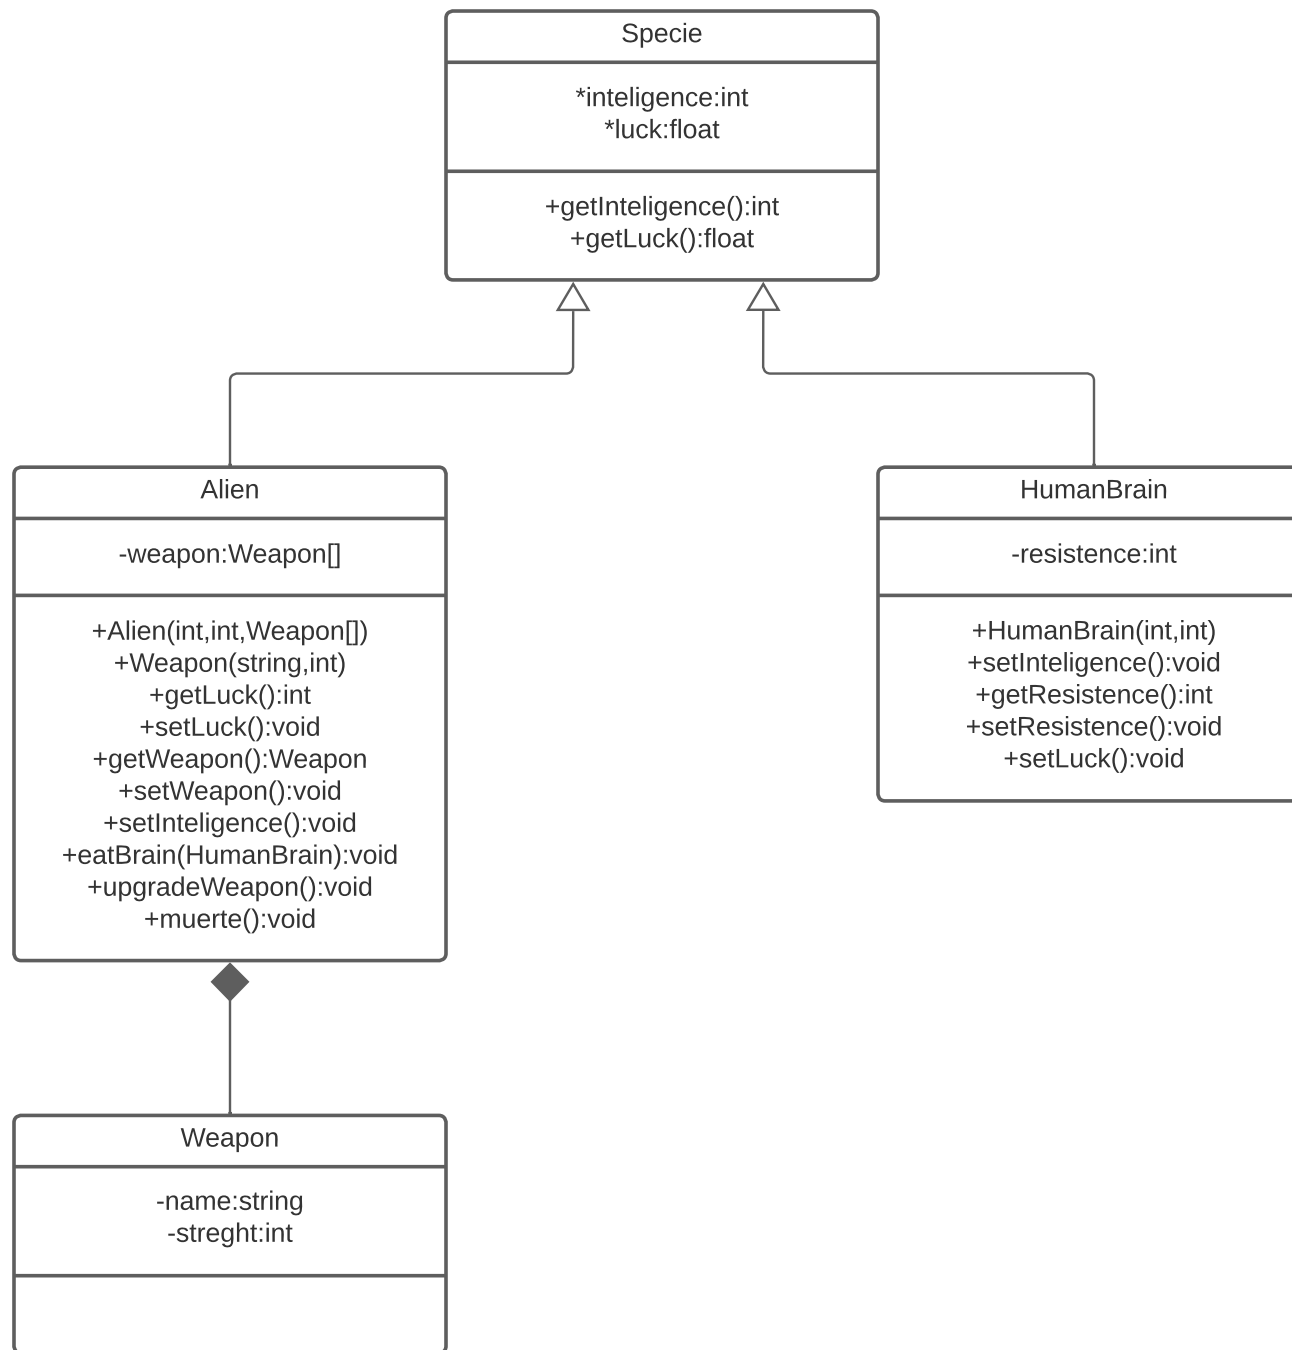 Specie
*inteligence:int
*luck:float
+getInteligence():int
+getLuck():float
Alien
-weapon:Weapon[]
+Alien(int,int,Weapon[])
+Weapon(string,int)
+getLuck():int
+setLuck():void
+getWeapon():Weapon
+setWeapon():void
+setInteligence():void
+eatBrain(HumanBrain):void
+upgradeWeapon():void
+muerte():void
HumanBrain
-resistence:int
+HumanBrain(int,int)
+setInteligence():void
+getResistence():int
+setResistence():void
+setLuck():void
Weapon
-name:string
-streght:int